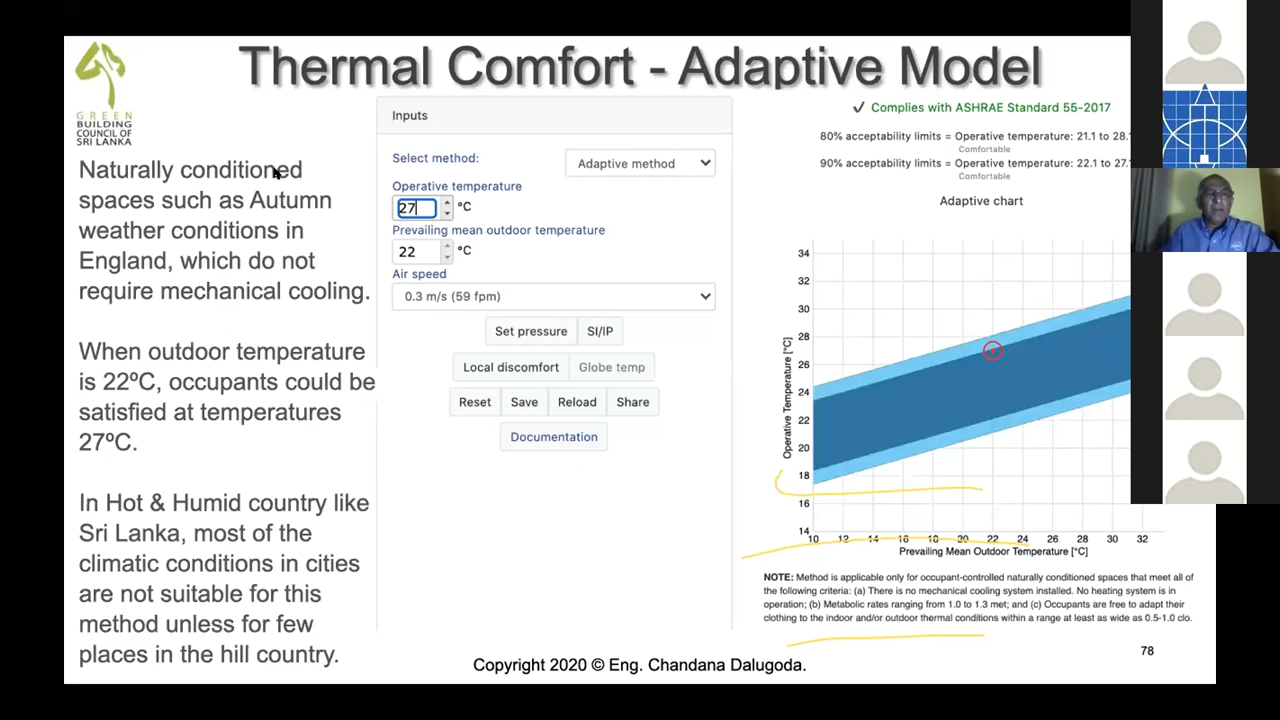 Thermal Comfort - Adaptive Model
GREEN
BUILDING
COUNCIL OF
SRI LANKA
Naturally conditioned
spaces such as Autumn
weather conditions in
England, which do not
require mechanical cooling.
When outdoor temperature
is 22ºC, occupants could be
satisfied at temperatures
27ºC.
In Hot & Humid country like
Sri Lanka, most of the
climatic conditions in cities
are not suitable for this
method unless for few
places in the hill country.
Inputs
Select method:
Adaptive method
Operative temperature
27 °C
Prevailing mean outdoor temperature
22 °C
Air speed
0.3 m/s (59 fpm)
Set pressure
SI/IP
Local discomfort
Globe temp
Reset
Save
Reload
Share
Documentation
✓ Complies with ASHRAE Standard 55-2017
80% acceptability limits = Operative temperature: 21.1 to 28.
Comfortable
90% acceptability limits = Operative temperature: 22.1 to 27.
Comfortable
Adaptive chart
34
32
30
28
26
24
22
20
18
16
14
Operative Temperature [°C]
10 12 14 16 18 20 22 24 26 28 30 32
Prevailing Mean Outdoor Temperature [°C]
NOTE: Method is applicable only for occupant-controlled naturally conditioned spaces that meet all of
the following criteria: (a) There is no mechanical cooling system installed. No heating system is in
operation; (b) Metabolic rates ranging from 1.0 to 1.3 met; and (c) Occupants are free to adapt their
clothing to the indoor and/or outdoor thermal conditions within a range at least as wide as 0.5-1.0 clo.
78
Copyright 2020 © Eng. Chandana Dalugoda.